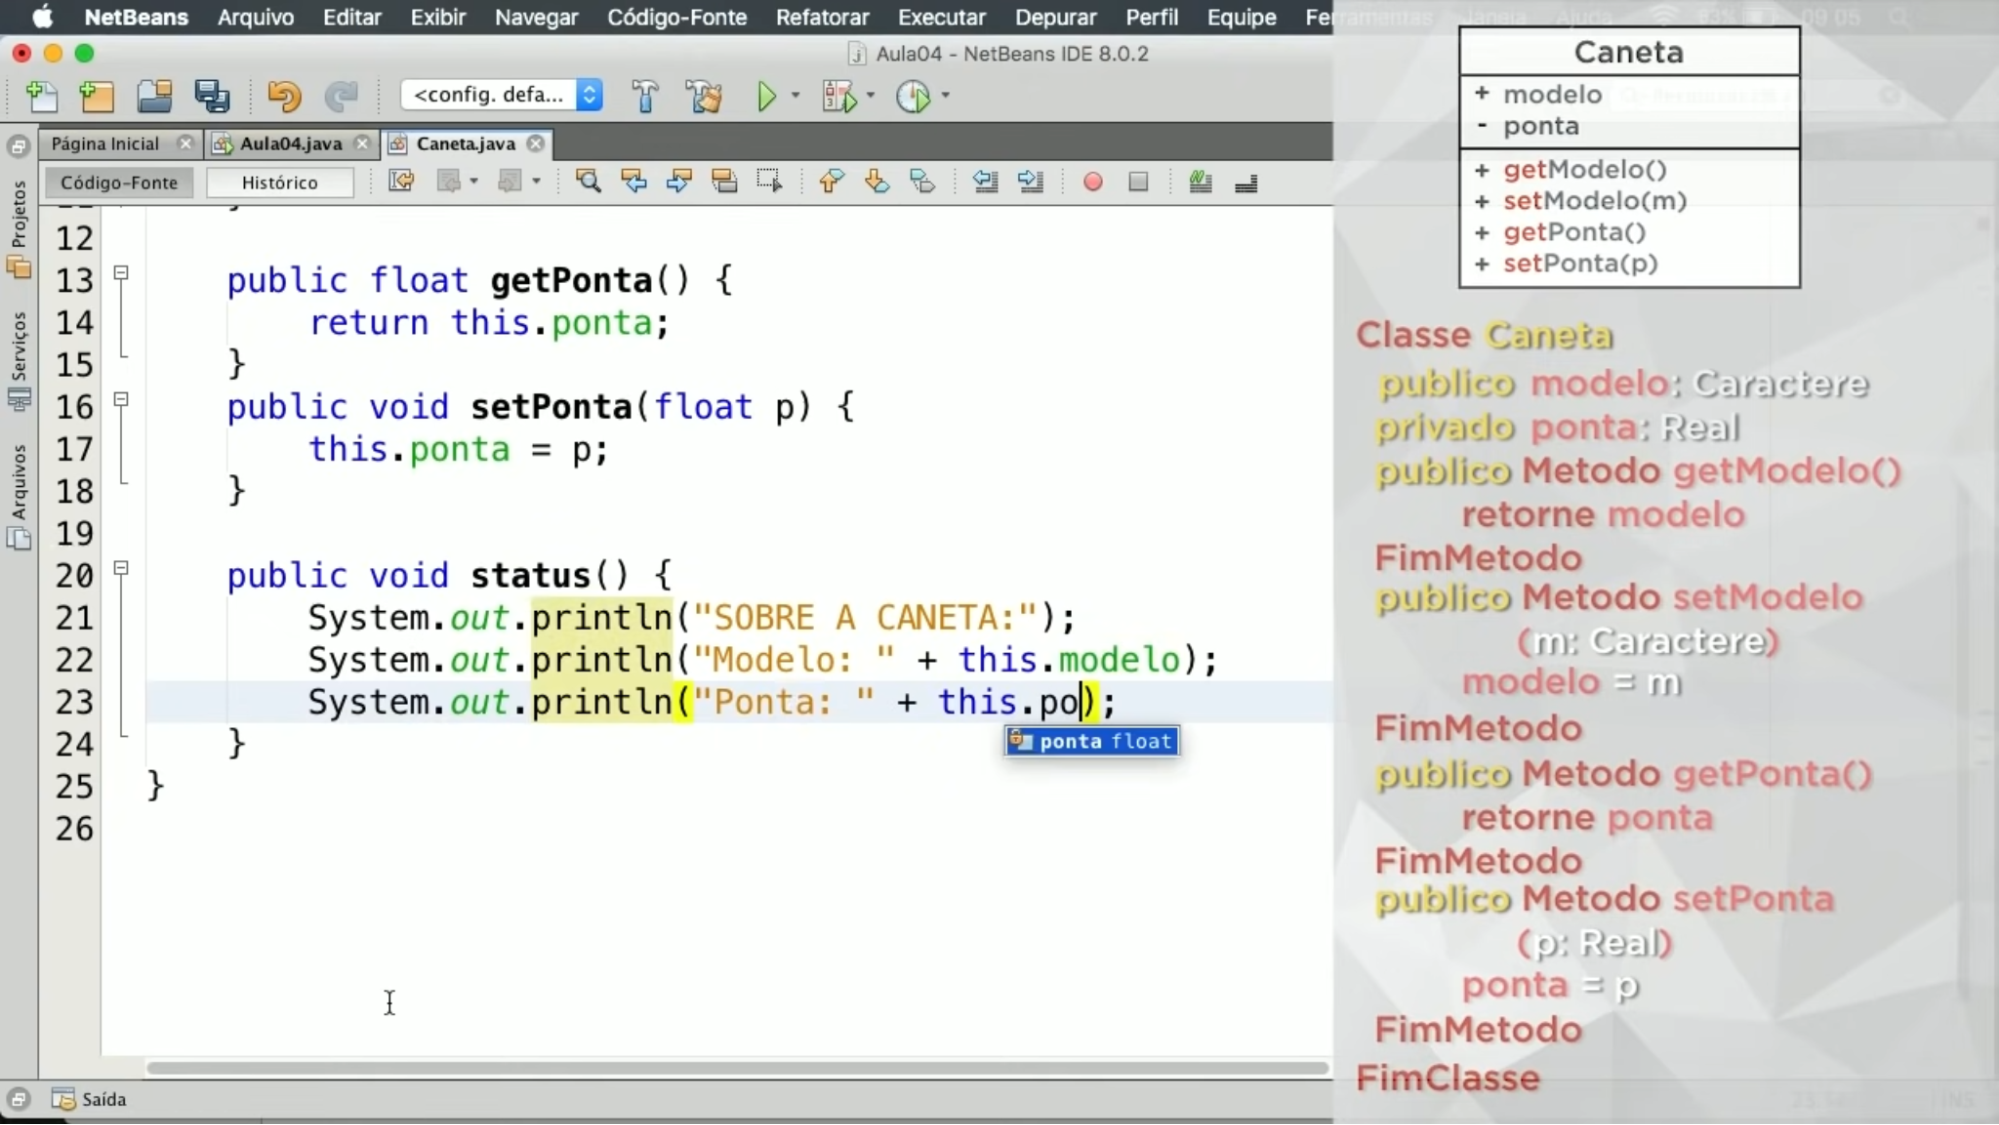 NetBeans Arquivo Editar Exibir Navegar Código-Fonte Refatorar Executar Depurar Perfil Equipe Ferramentas Janela Ajuda 09:05
Aula04 - NetBeans IDE 8.0.2
<config. defa...
Página Inicial Aula04.java Caneta.java
Código-Fonte Histórico
Projetos
Serviços
Arquivos
12
13 public float getPonta() {
14 return this.ponta;
15 }
16 public void setPonta(float p) {
17 this.ponta = p;
18 }
19
20 public void status() {
21 System.out.println("SOBRE A CANETA:");
22 System.out.println("Modelo: " + this.modelo);
23 System.out.println("Ponta: " + this.po);
ponta float
24 }
25 }
26
Saída
Caneta
+ modelo
- ponta
+ getModelo()
+ setModelo(m)
+ getPonta()
+ setPonta(p)
Classe Caneta
publico modelo: Caractere
privado ponta: Real
publico Metodo getModelo()
retorne modelo
FimMetodo
publico Metodo setModelo
(m: Caractere)
modelo = m
FimMetodo
publico Metodo getPonta()
retorne ponta
FimMetodo
publico Metodo setPonta
(p: Real)
ponta = p
FimMetodo
FimClasse
INS